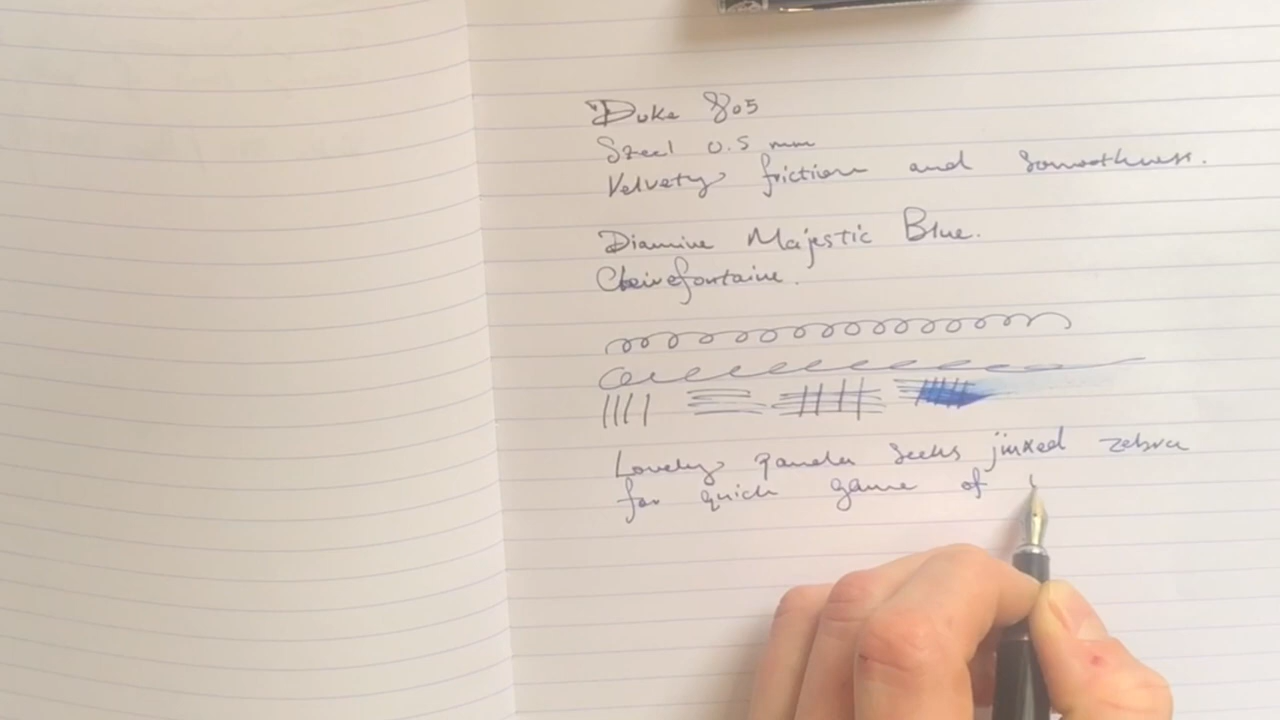 Duke 805
Steel 0.5 mm
Velvety friction and smoothness.
Diamine Majestic Blue.
Clairefontaine.
Lovely panda seeks jinxed zebra
for quick game of